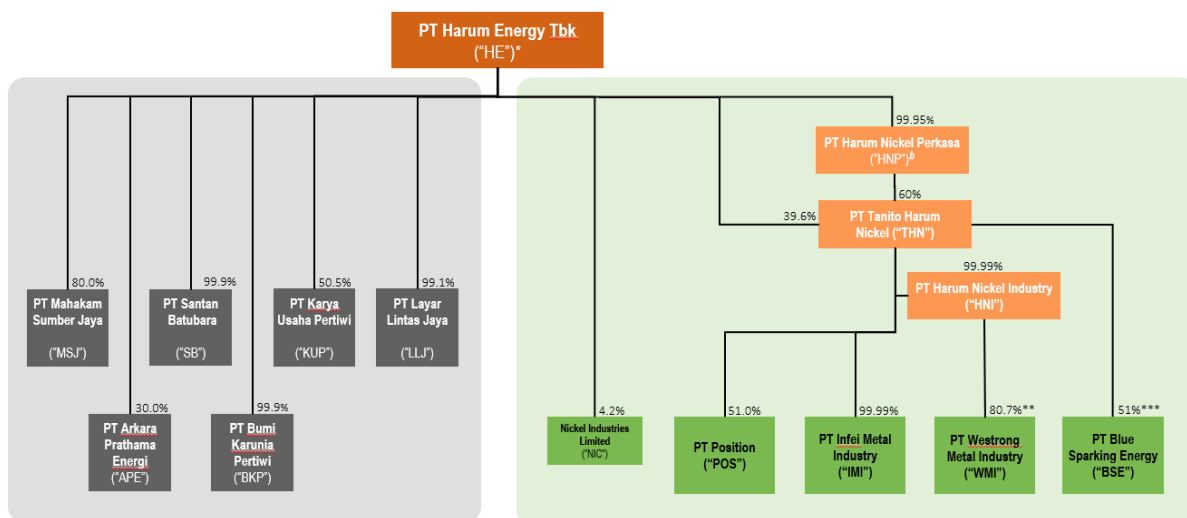 PT Harum Energy Tbk
("HE")*
99.95%
PT Harum Nickel Perkasa
("HNP")b
60%
39.6%
PT Tanito Harum
Nickel ("THN")
99.99%
PT Harum Nickel Industry
("HNI")
80.0%
PT Mahakam
Sumber Jaya
("MSJ")
99.9%
PT Santan
Batubara
("SB")
50.5%
PT Karya
Usaha Pertiwi
("KUP")
99.1%
PT Layar
Lintas Jaya
("LLJ")
30.0%
PT Arkara
Prathama
Energi
("APE")
99.9%
PT Bumi
Karunia
Pertiwi
("BKP")
4.2%
Nickel Industries
Limited
("NIC")
51.0%
PT Position
("POS")
99.99%
PT Infei Metal
Industry
("IMI")
80.7%**
PT Westrong
Metal Industry
("WMI")
51%***
PT Blue
Sparking Energy
("BSE")